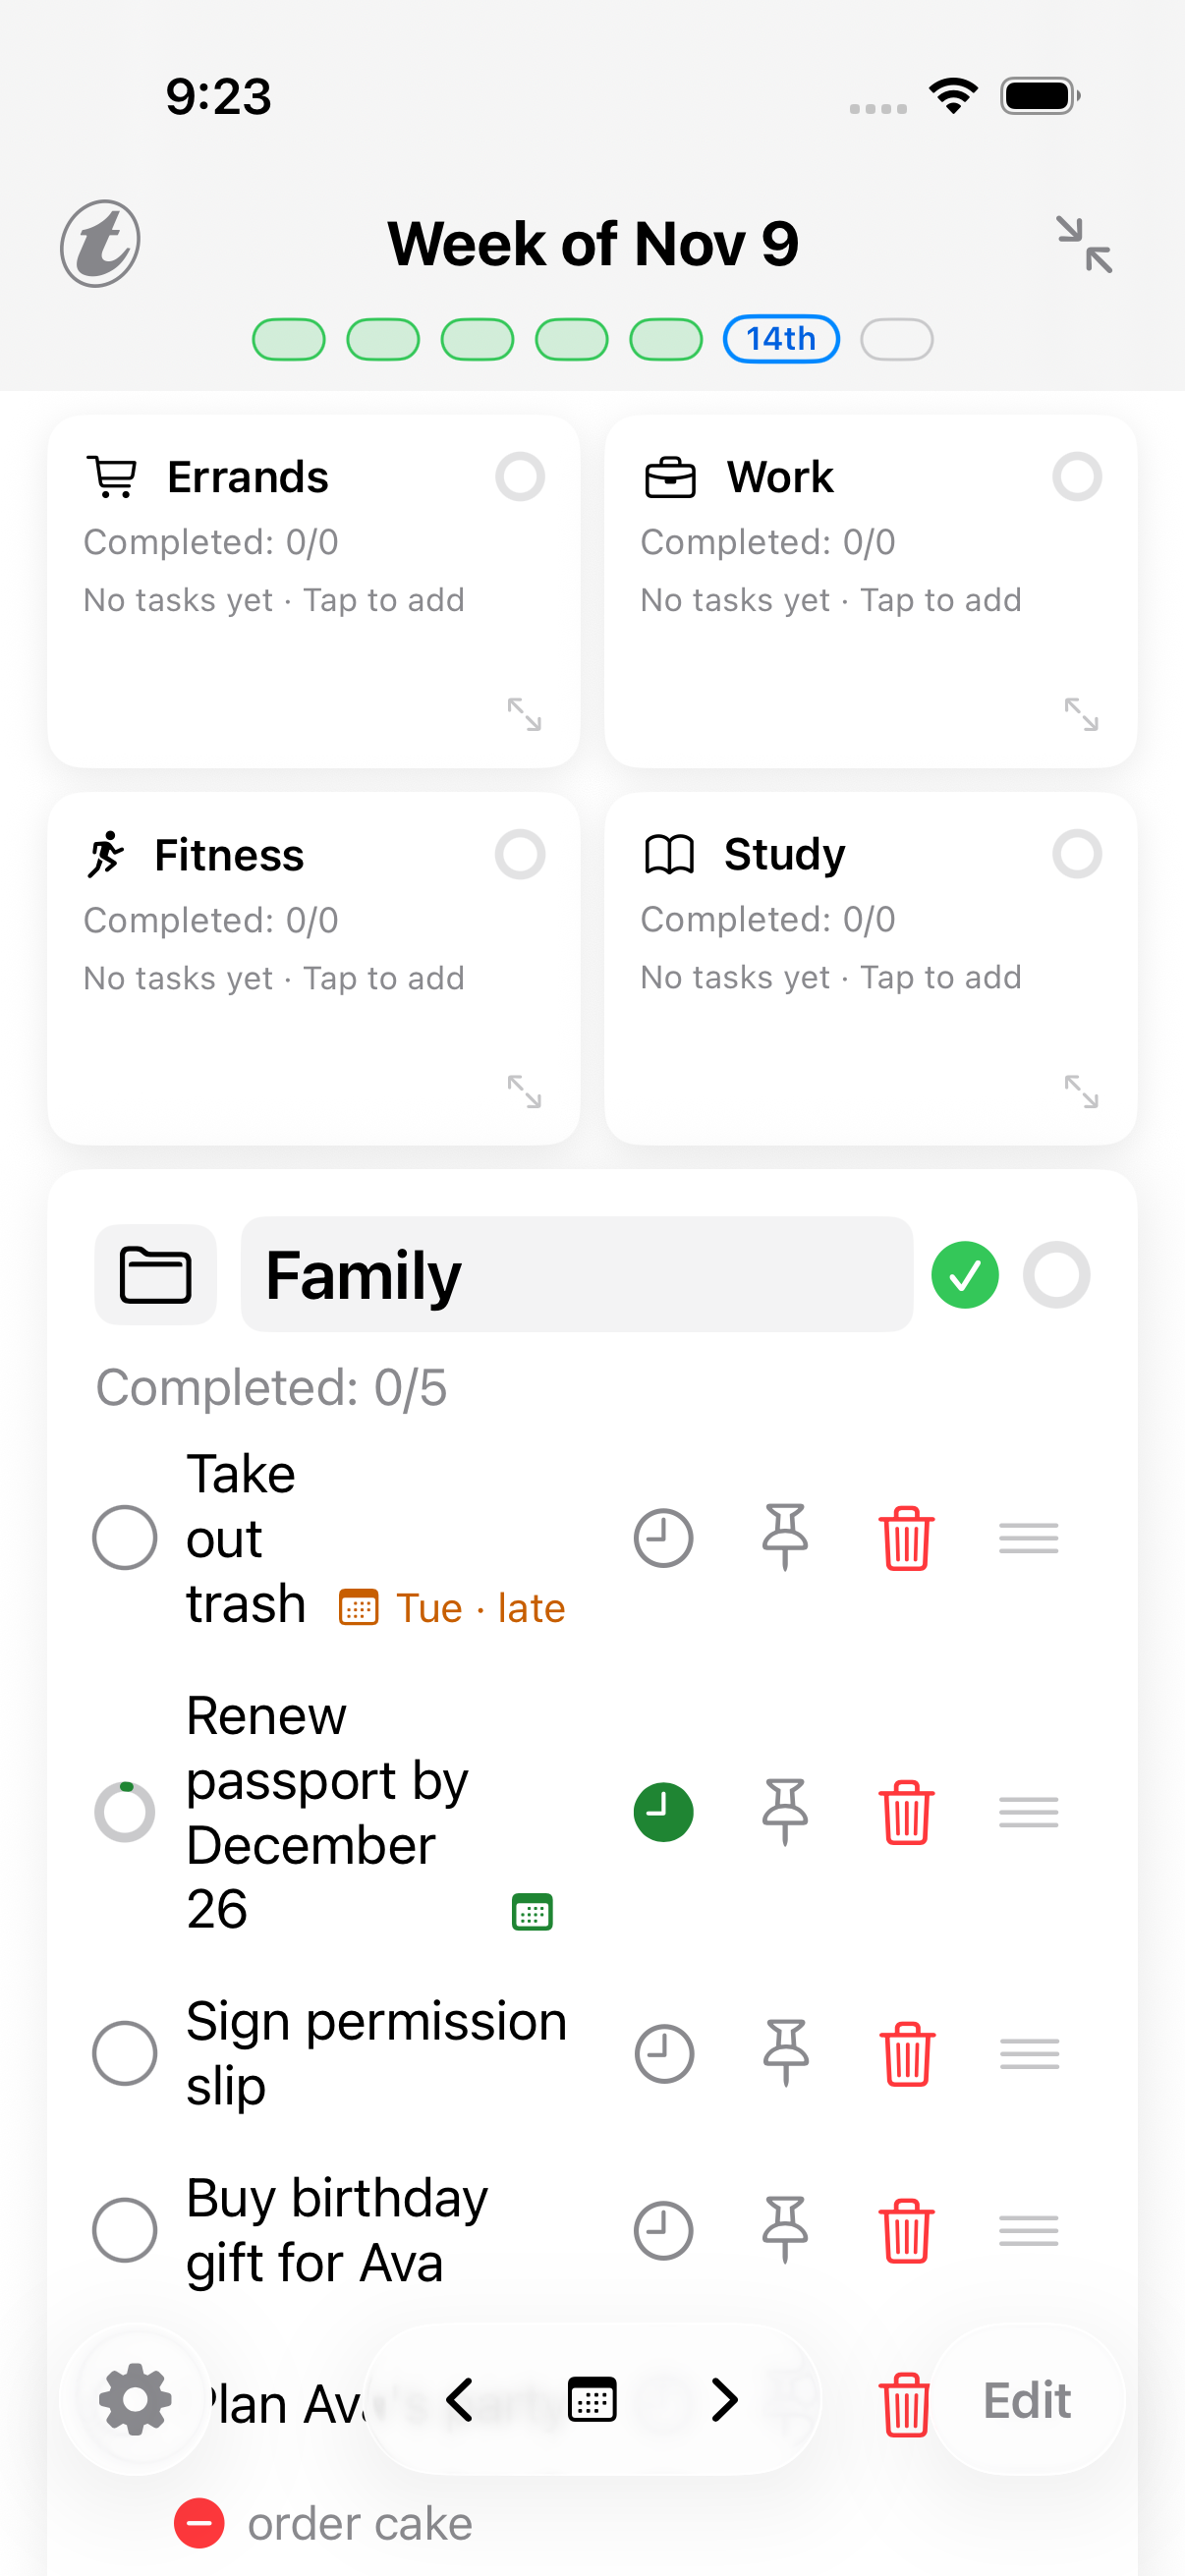 9:23
Week of Nov 9
14th
Errands
Completed: 0/0
No tasks yet · Tap to add
Work
Completed: 0/0
No tasks yet · Tap to add
Fitness
Completed: 0/0
No tasks yet · Tap to add
Study
Completed: 0/0
No tasks yet · Tap to add
Family
Completed: 0/5
Take
out
trash Tue · late
Renew
passport by
December
26
Sign permission
slip
Buy birthday
gift for Ava
Plan Ava's party
Edit
order cake